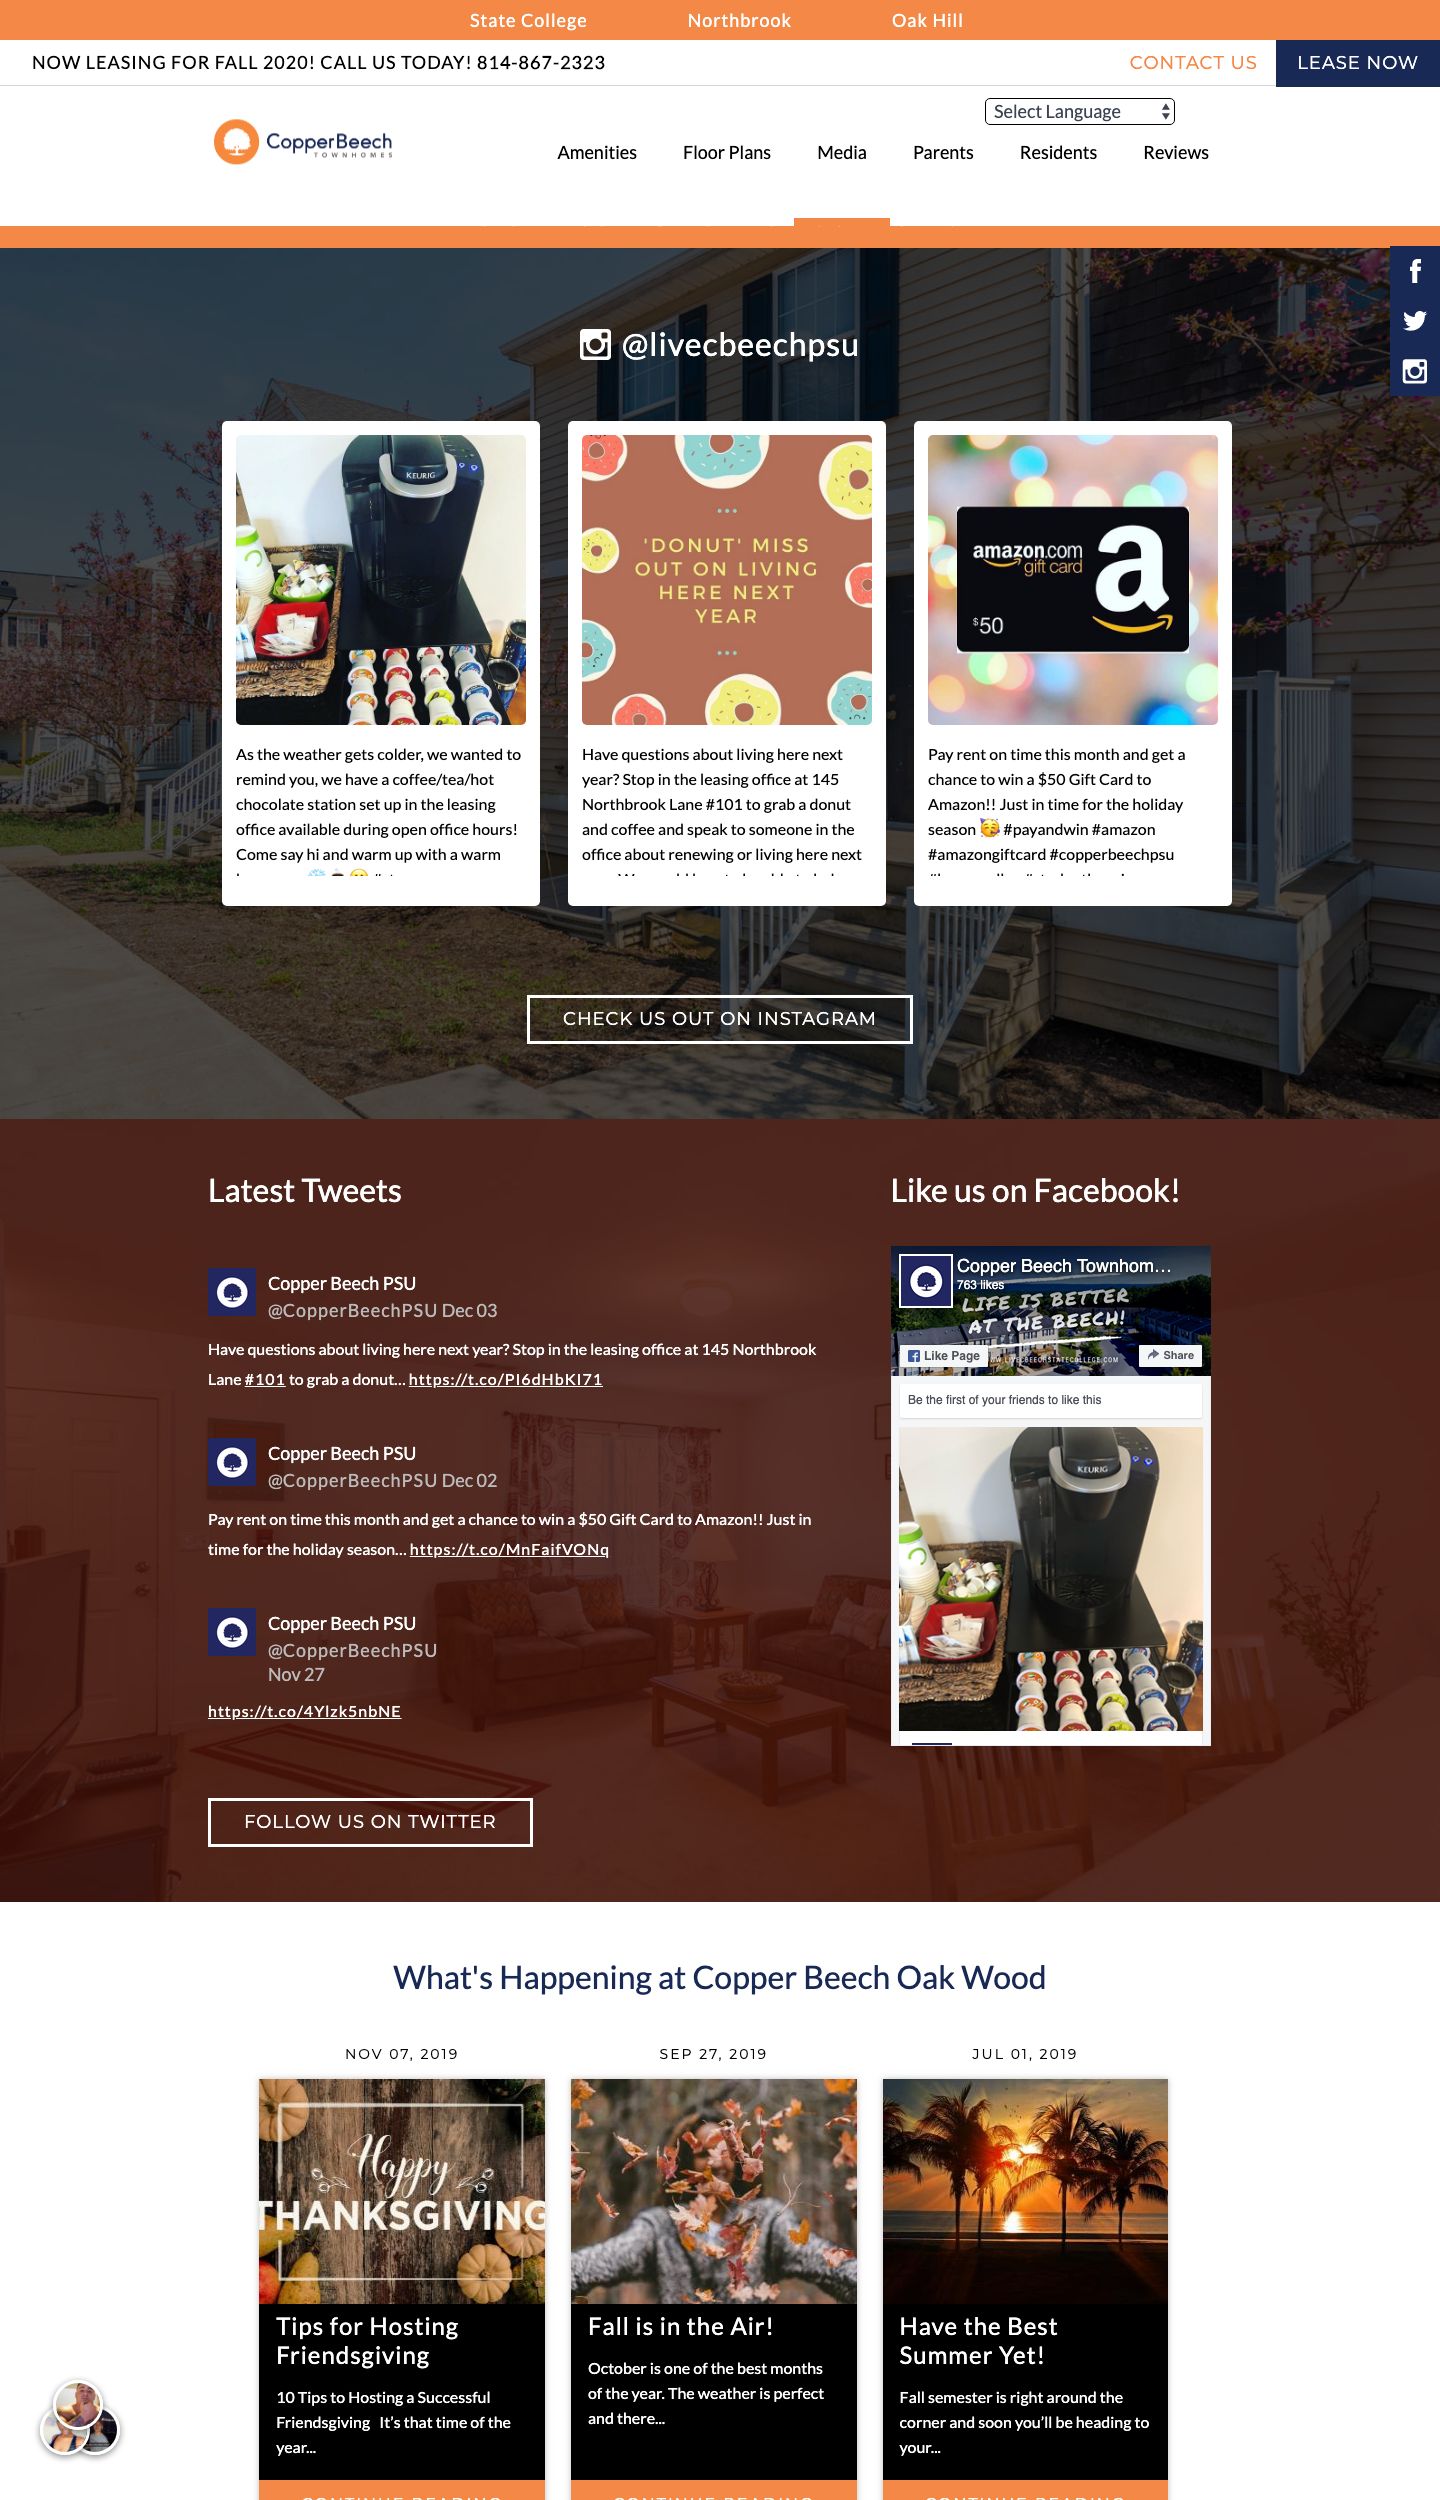 State College Northbrook Oak Hill
NOW LEASING FOR FALL 2020! CALL US TODAY! 814-867-2323 CONTACT US LEASE NOW
Select Language
CopperBeech
TOWNHOMES
Amenities Floor Plans Media Parents Residents Reviews
@livecbeechpsu
KEURIG
'DONUT' MISS
OUT ON LIVING
HERE NEXT
YEAR
amazon.com
gift card
a
$50
As the weather gets colder, we wanted to
remind you, we have a coffee/tea/hot
chocolate station set up in the leasing
office available during open office hours!
Come say hi and warm up with a warm
Have questions about living here next
year? Stop in the leasing office at 145
Northbrook Lane #101 to grab a donut
and coffee and speak to someone in the
office about renewing or living here next
Pay rent on time this month and get a
chance to win a $50 Gift Card to
Amazon!! Just in time for the holiday
season 🥳 #payandwin #amazon
#amazongiftcard #copperbeechpsu
CHECK US OUT ON INSTAGRAM
Latest Tweets
Copper Beech PSU
@CopperBeechPSU Dec 03
Have questions about living here next year? Stop in the leasing office at 145 Northbrook
Lane #101 to grab a donut... https://t.co/PI6dHbKI71
Copper Beech PSU
@CopperBeechPSU Dec 02
Pay rent on time this month and get a chance to win a $50 Gift Card to Amazon!! Just in
time for the holiday season... https://t.co/MnFaifVONq
Copper Beech PSU
@CopperBeechPSU
Nov 27
https://t.co/4Ylzk5nbNE
FOLLOW US ON TWITTER
Like us on Facebook!
Copper Beech Townhom...
763 likes
LIFE IS BETTER
AT THE BEECH!
Like Page
Share
Be the first of your friends to like this
KEURIG
What's Happening at Copper Beech Oak Wood
NOV 07, 2019
Happy
THANKSGIVING
Tips for Hosting
Friendsgiving
10 Tips to Hosting a Successful
Friendsgiving It's that time of the
year...
SEP 27, 2019
Fall is in the Air!
October is one of the best months
of the year. The weather is perfect
and there...
JUL 01, 2019
Have the Best
Summer Yet!
Fall semester is right around the
corner and soon you'll be heading to
your...